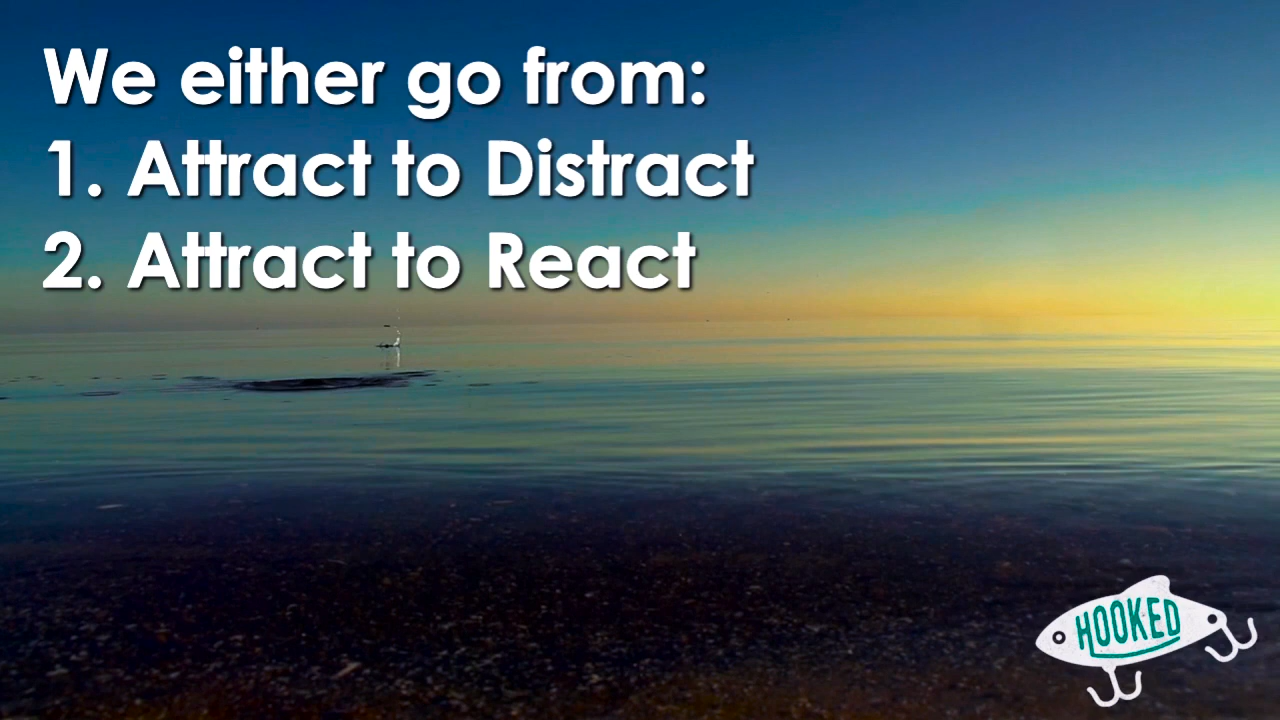 We either go from:
1. Attract to Distract
2. Attract to React
HOOKED